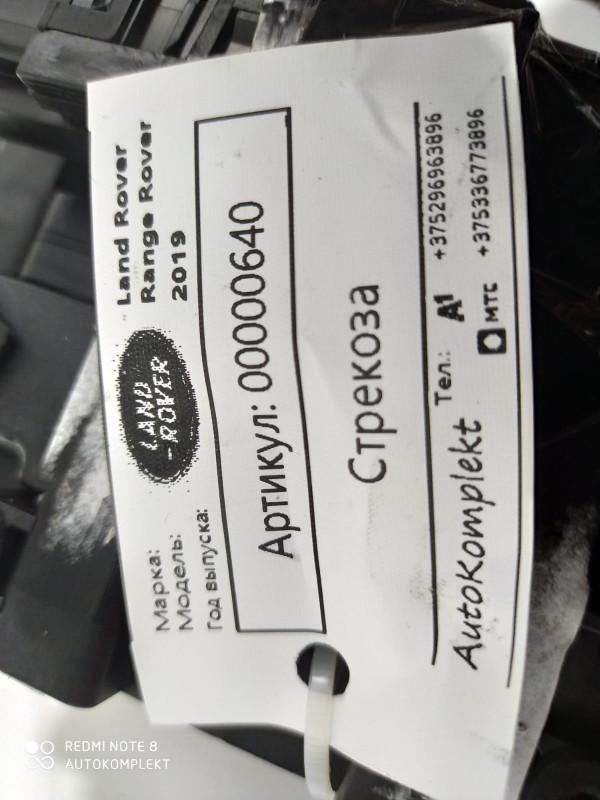 Марка: Land Rover
Модель: Range Rover
Год выпуска: 2019
LAND
-ROVER
Артикул: 00000640
Стрекоза
AutoKomplekt Тел.: A1 +375296963896
МТС +375336773896
REDMI NOTE 8
AUTOKOMPLEKT